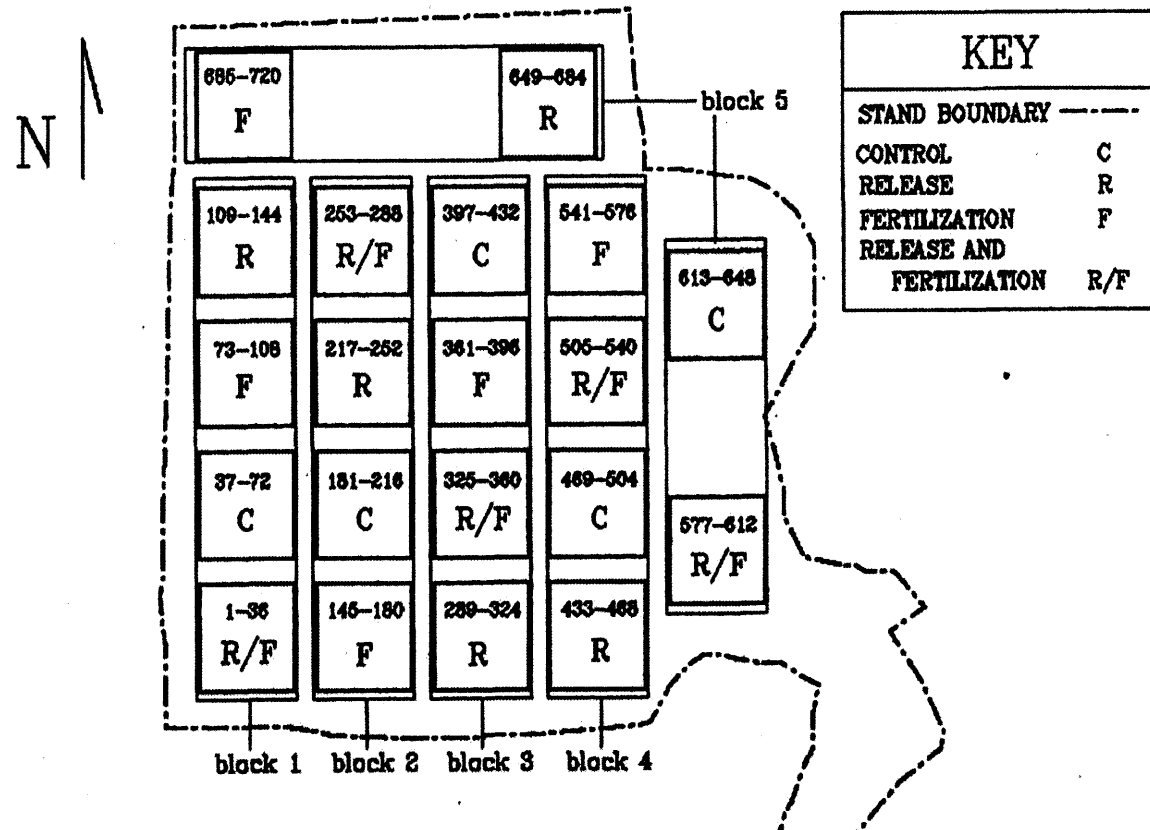 N
685-720
F
649-684
R
block 5
109-144
R
253-288
R/F
397-432
C
541-576
F
613-648
C
73-108
F
217-252
R
361-396
F
505-540
R/F
37-72
C
181-216
C
325-360
R/F
469-504
C
577-612
R/F
1-36
R/F
145-180
F
289-324
R
433-468
R
block 1
block 2
block 3
block 4
KEY
STAND BOUNDARY
CONTROL C
RELEASE R
FERTILIZATION F
RELEASE AND
FERTILIZATION R/F